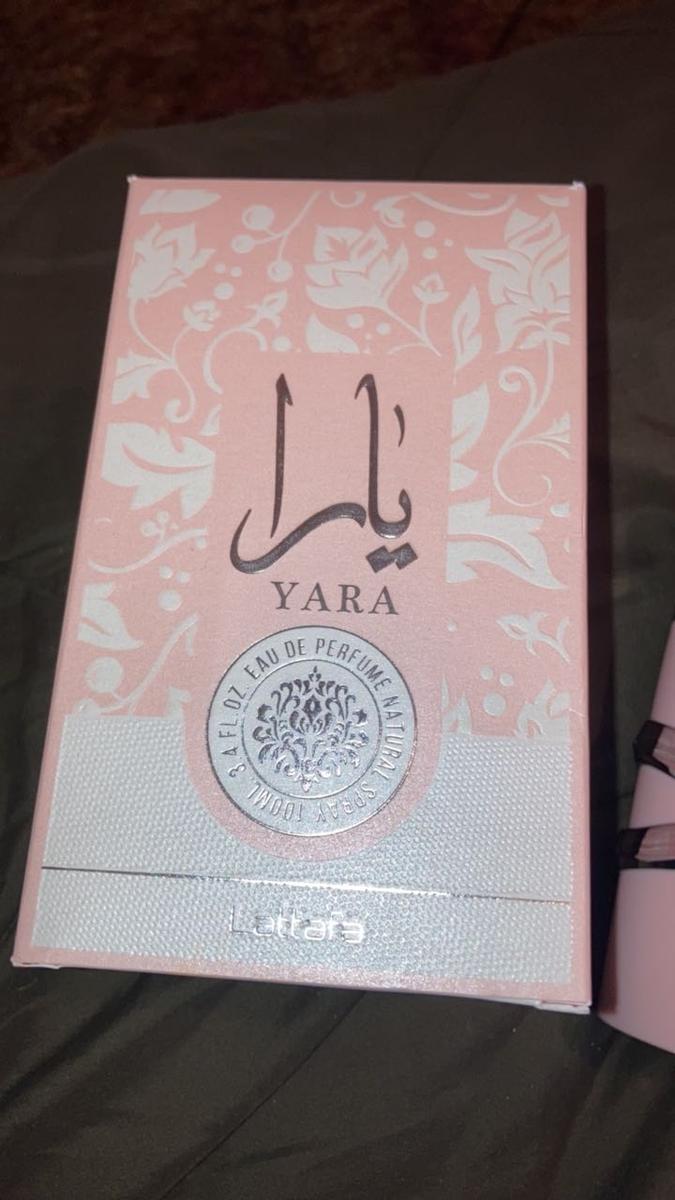 يارا
YARA
EAU DE PERFUME NATURAL SPRAY 100ML 3.4 FL.OZ.
Lattafa